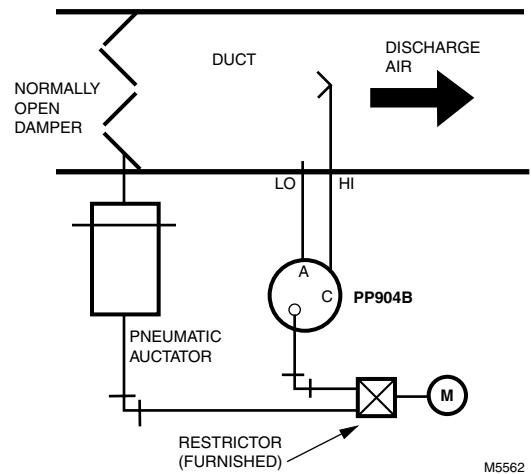 DUCT
DISCHARGE
AIR
NORMALLY
OPEN
DAMPER
LO
HI
A
C
PP904B
PNEUMATIC
AUCTATOR
M
RESTRICTOR
(FURNISHED)
M5562